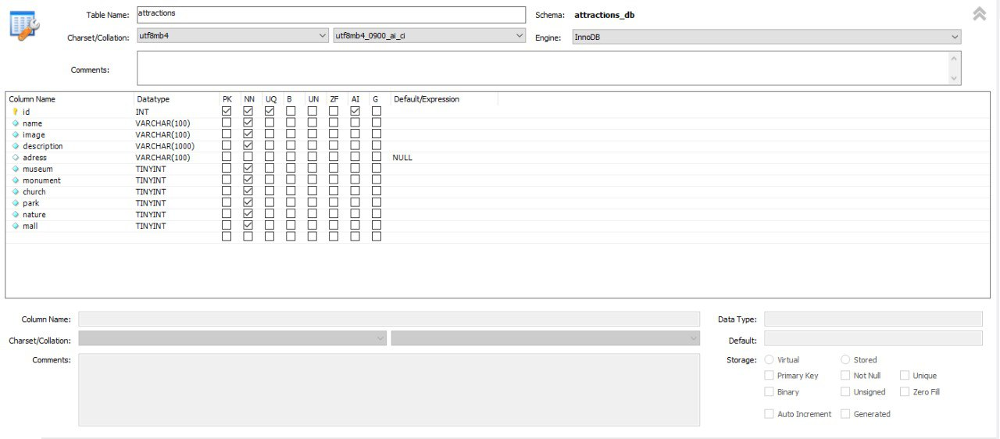 Table Name: attractions Schema: attractions_db
Charset/Collation: utf8mb4 utf8mb4_0900_ai_ci Engine: InnoDB
Comments:
Column Name Datatype PK NN UQ B UN ZF AI G Default/Expression
id INT
name VARCHAR(100)
image VARCHAR(100)
description VARCHAR(1000)
adress VARCHAR(100) NULL
museum TINYINT
monument TINYINT
church TINYINT
park TINYINT
nature TINYINT
mall TINYINT
Column Name: Data Type:
Charset/Collation: Default:
Comments: Storage: Virtual Stored
Primary Key Not Null Unique
Binary Unsigned Zero Fill
Auto Increment Generated